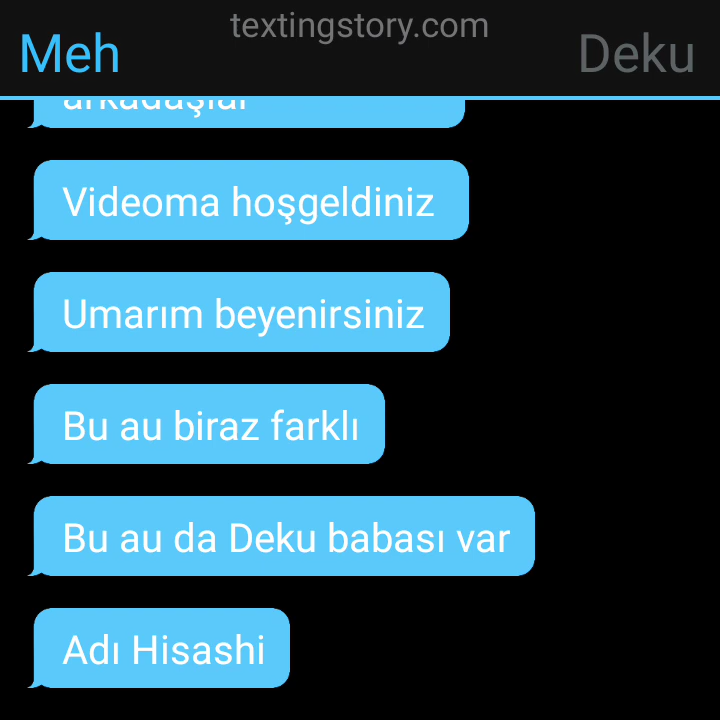 textingstory.com
Meh
Deku
arkadaşlar
Videoma hoşgeldiniz
Umarım beyenirsiniz
Bu au biraz farklı
Bu au da Deku babası var
Adı Hisashi